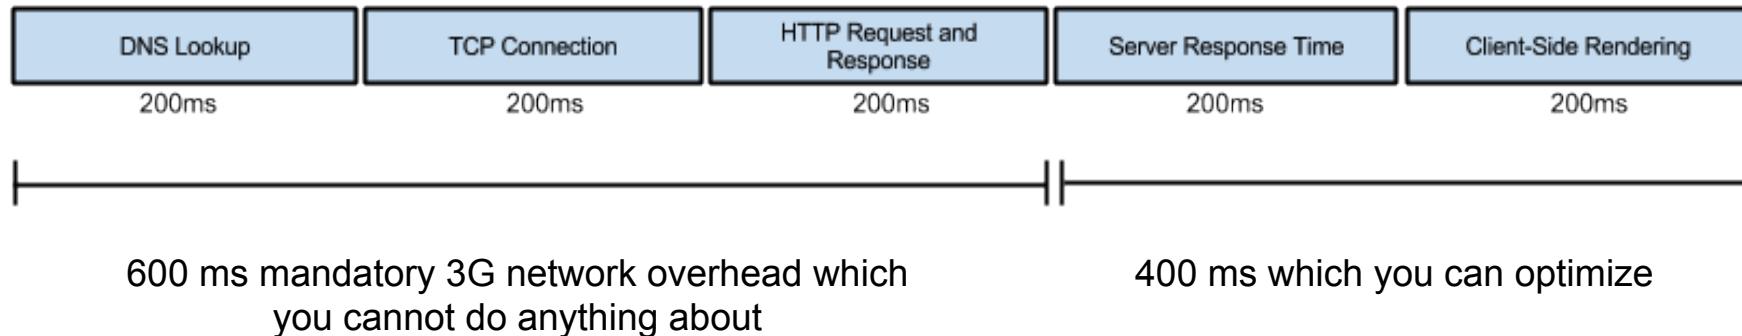 DNS Lookup
TCP Connection
HTTP Request and
Response
Server Response Time
Client-Side Rendering
200ms
200ms
200ms
200ms
200ms
600 ms mandatory 3G network overhead which
you cannot do anything about
400 ms which you can optimize